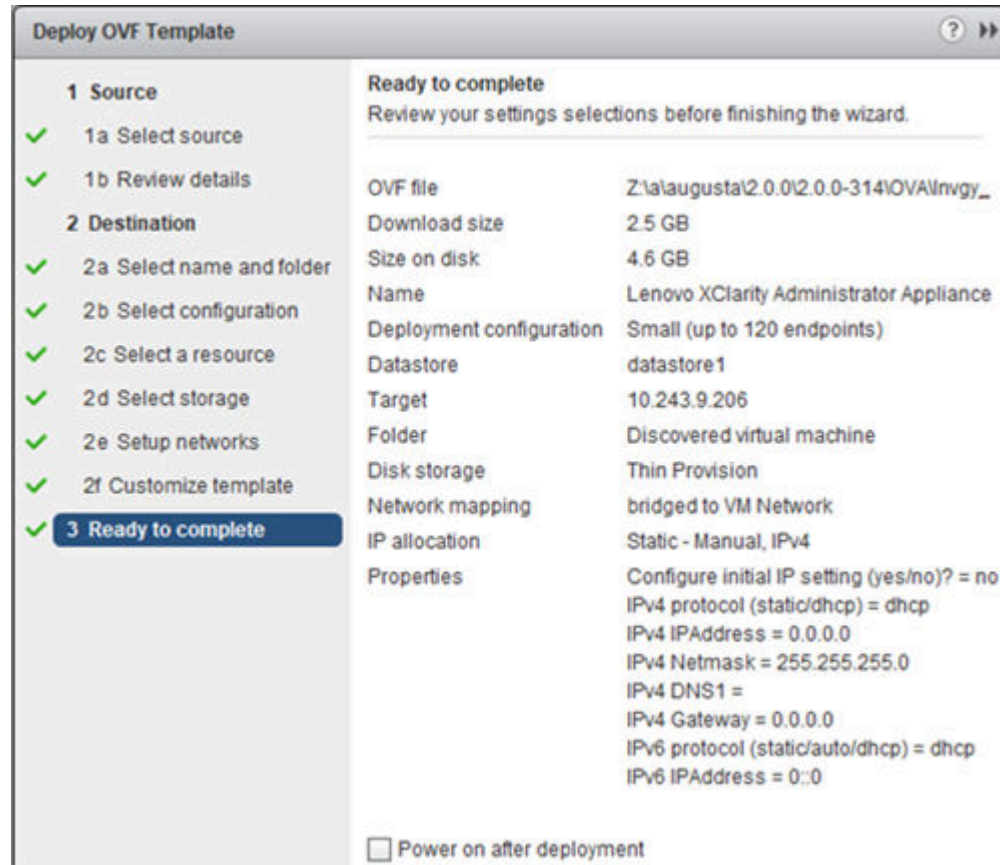 Deploy OVF Template
1 Source
1a Select source
1b Review details
2 Destination
2a Select name and folder
2b Select configuration
2c Select a resource
2d Select storage
2e Setup networks
2f Customize template
3 Ready to complete
Ready to complete
Review your settings selections before finishing the wizard.
OVF file Z:\a\augusta\2.0.0\2.0.0-314\OVA\Invgy_
Download size 2.5 GB
Size on disk 4.6 GB
Name Lenovo XClarity Administrator Appliance
Deployment configuration Small (up to 120 endpoints)
Datastore datastore1
Target 10.243.9.206
Folder Discovered virtual machine
Disk storage Thin Provision
Network mapping bridged to VM Network
IP allocation Static - Manual, IPv4
Properties Configure initial IP setting (yes/no)? = no
IPv4 protocol (static/dhcp) = dhcp
IPv4 IPAddress = 0.0.0.0
IPv4 Netmask = 255.255.255.0
IPv4 DNS1 =
IPv4 Gateway = 0.0.0.0
IPv6 protocol (static/auto/dhcp) = dhcp
IPv6 IPAddress = 0::0
Power on after deployment